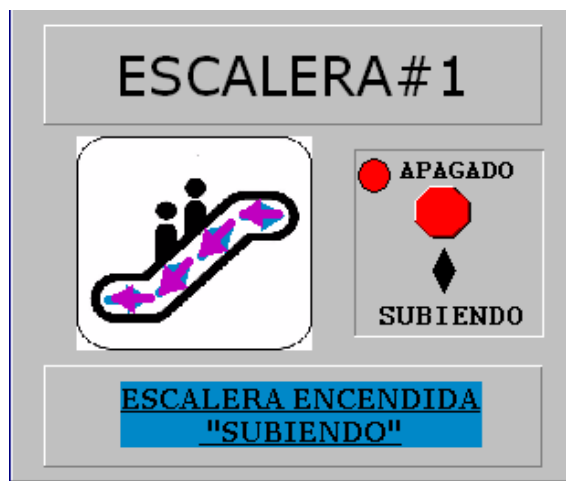 ESCALERA#1
APAGADO
SUBIENDO
ESCALERA ENCENDIDA
"SUBIENDO"